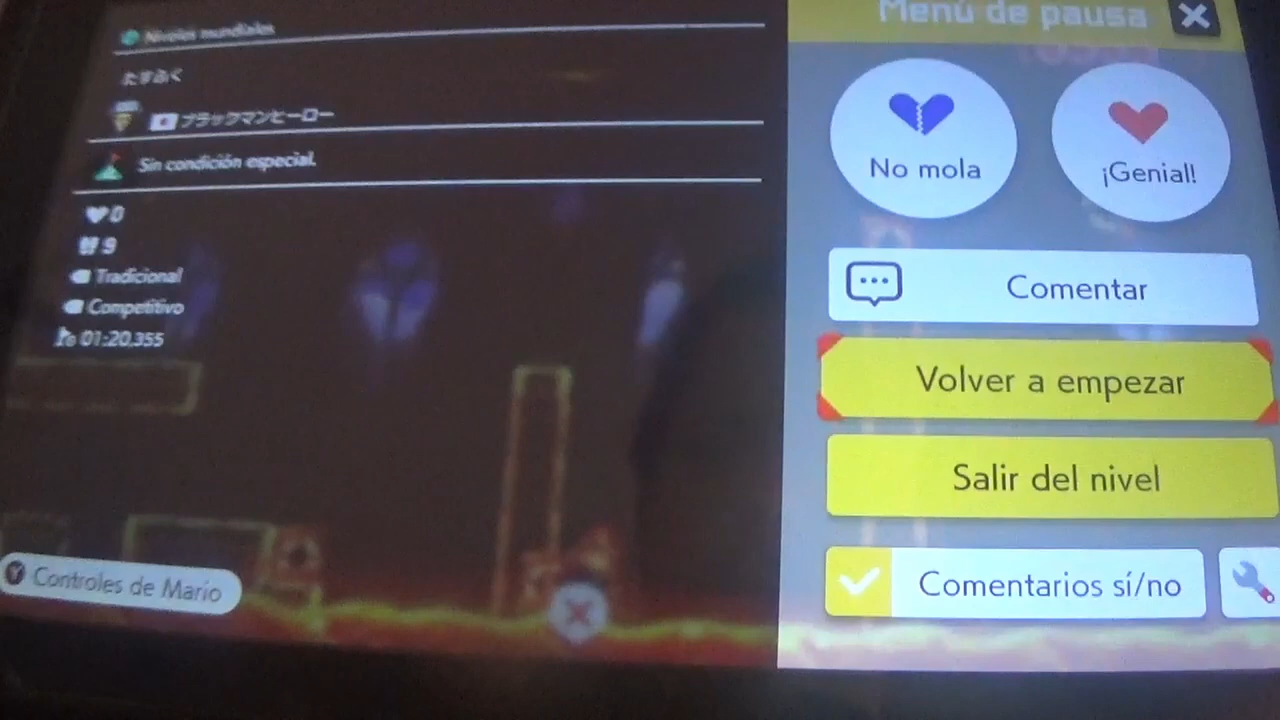 Niveles mundiales
たすふく
ブラックマンヒーロー
Sin condición especial.
0
9
Tradicional
Competitivo
01:20,355
Controles de Mario
Menú de pausa
No mola
¡Genial!
Comentar
Volver a empezar
Salir del nivel
Comentarios sí/no